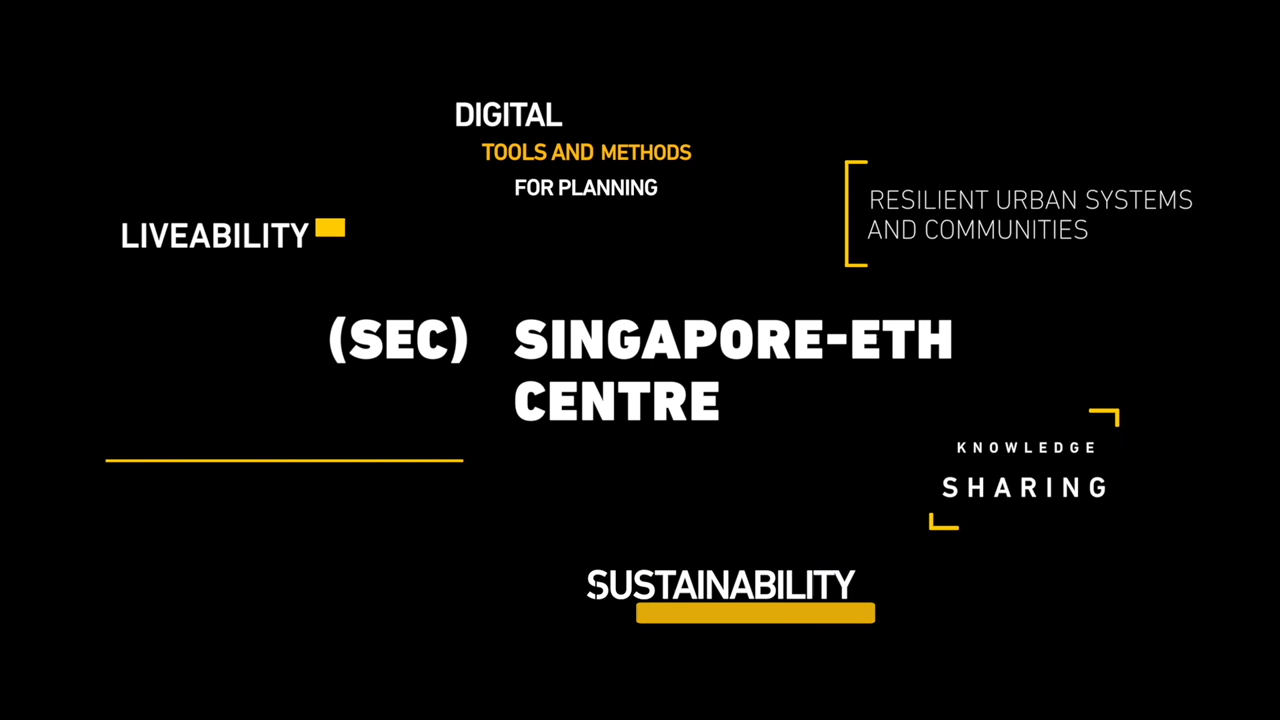 DIGITAL
TOOLS AND METHODS
FOR PLANNING
RESILIENT URBAN SYSTEMS
AND COMMUNITIES
LIVEABILITY
(SEC) SINGAPORE-ETH
CENTRE
KNOWLEDGE
SHARING
SUSTAINABILITY